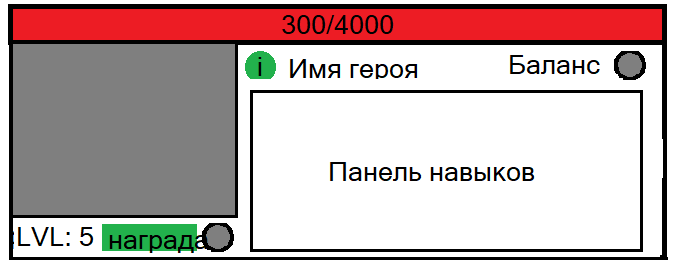 300/4000
i Имя героя Баланс
Панель навыков
LVL: 5 награда